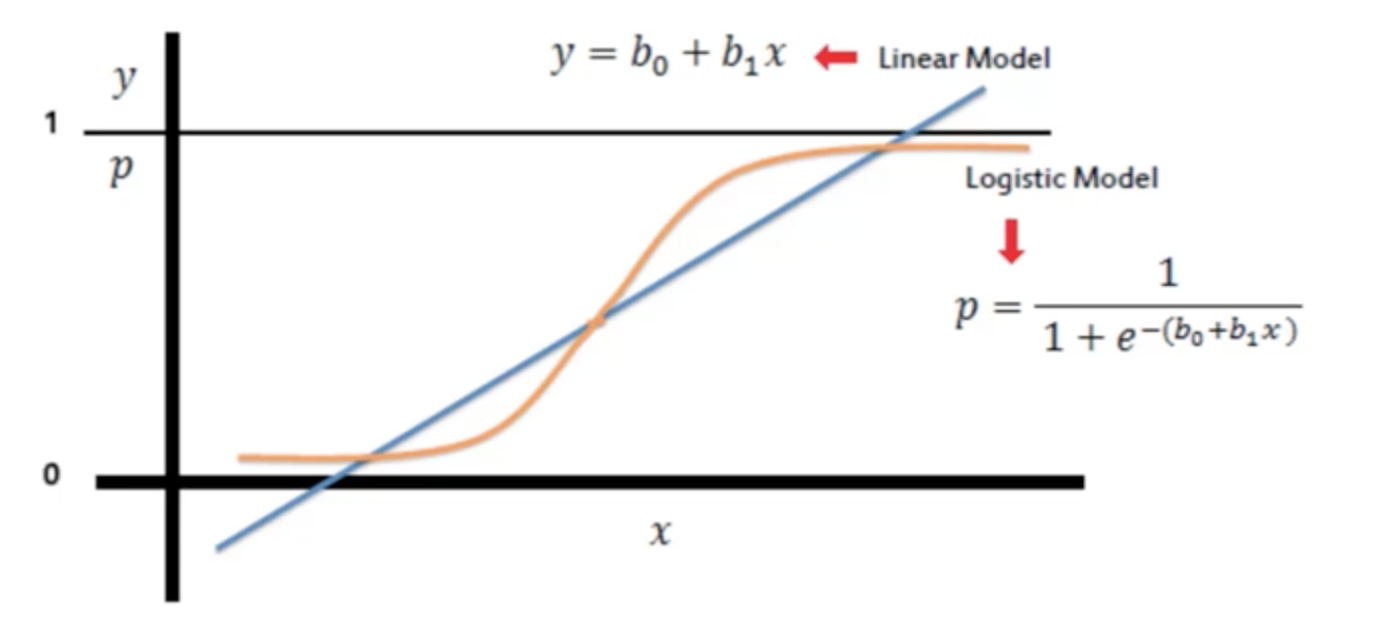 y = b₀ + b₁x
Linear Model
y
1
p
Logistic Model
p = 1 / (1 + e^−(b₀+b₁x))
0
x